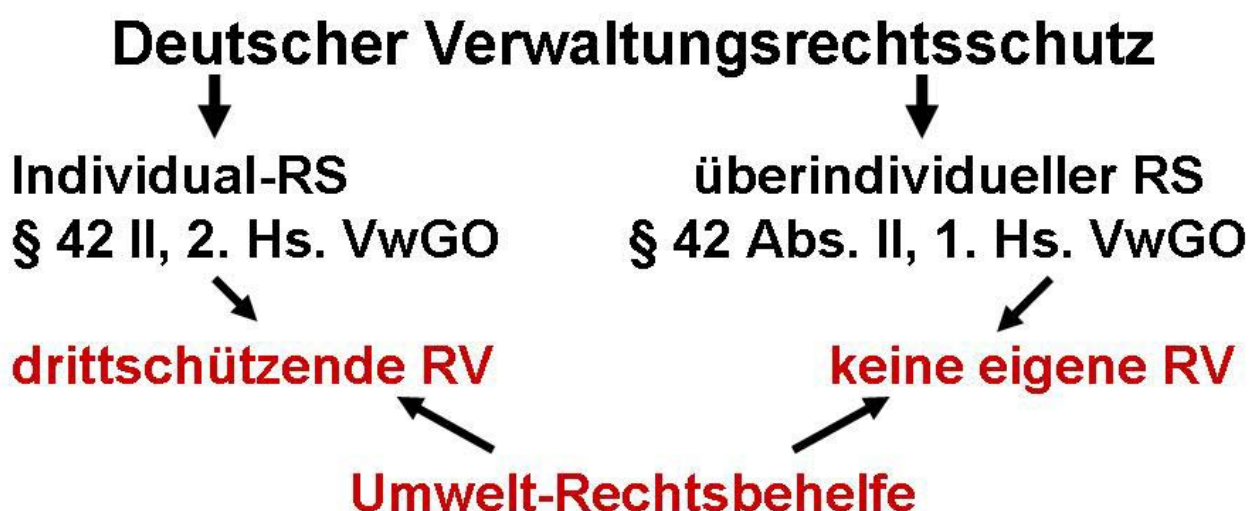 Deutscher Verwaltungsrechtsschutz
Individual-RS
§ 42 II, 2. Hs. VwGO
überindividueller RS
§ 42 Abs. II, 1. Hs. VwGO
drittschützende RV
keine eigene RV
Umwelt-Rechtsbehelfe